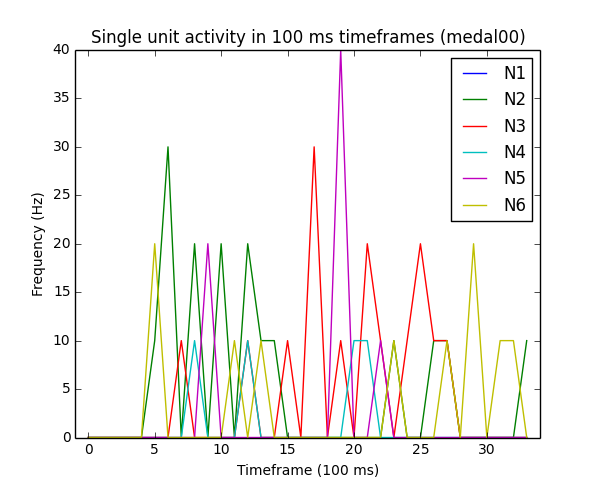 Single unit activity in 100 ms timeframes (medal00)
40
35
30
25
20
15
10
5
0
Frequency (Hz)
N1
N2
N3
N4
N5
N6
0 5 10 15 20 25 30
Timeframe (100 ms)